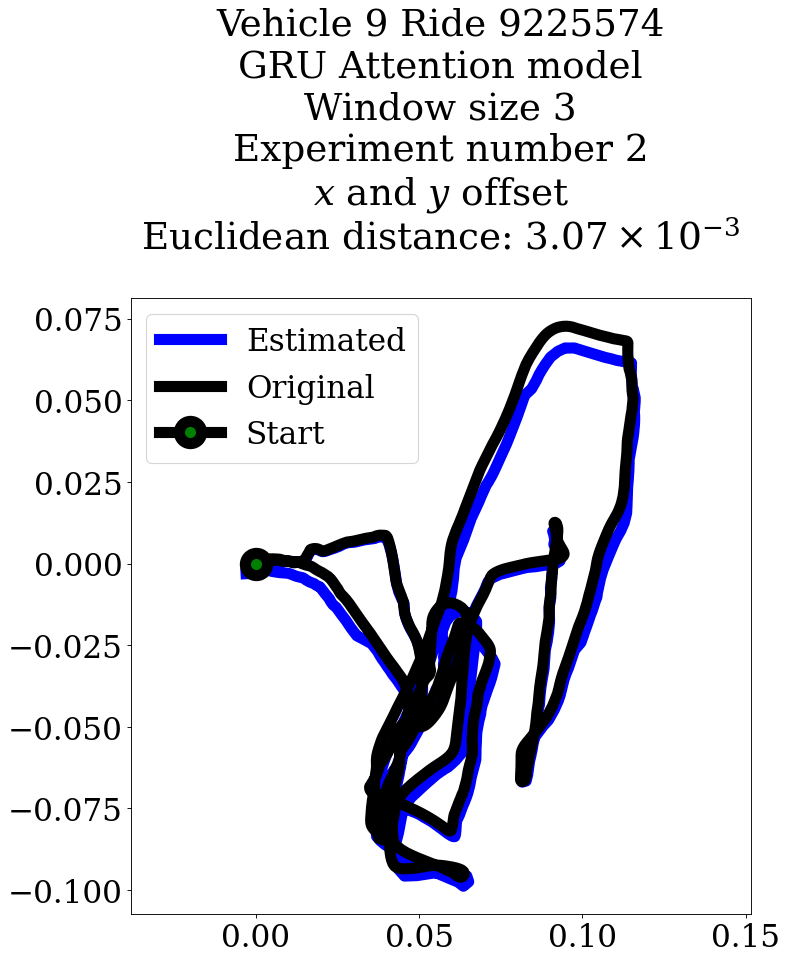 Vehicle 9 Ride 9225574
GRU Attention model
Window size 3
Experiment number 2
x and y offset
Euclidean distance: 3.07 × 10⁻³
0.075
0.050
0.025
0.000
−0.025
−0.050
−0.075
−0.100
Estimated
Original
Start
0.00 0.05 0.10 0.15